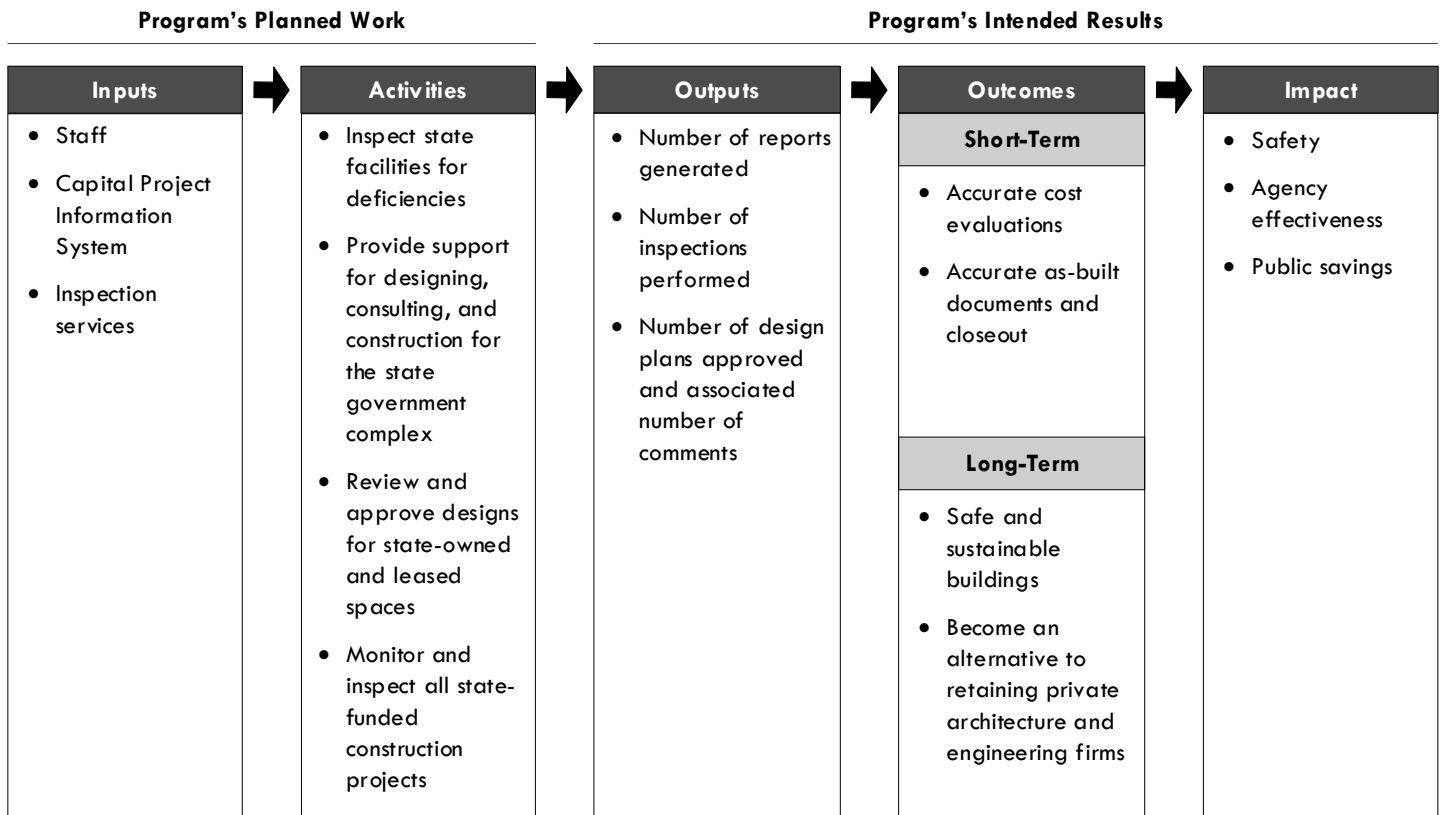 Program's Planned Work
Program's Intended Results
Inputs
• Staff
• Capital Project
Information
System
• Inspection
services
Activities
• Inspect state
facilities for
deficiencies
• Provide support
for designing,
consulting, and
construction for
the state
government
complex
• Review and
approve designs
for state-owned
and leased
spaces
• Monitor and
inspect all state-
funded
construction
projects
Outputs
• Number of reports
generated
• Number of
inspections
performed
• Number of design
plans approved
and associated
number of
comments
Outcomes
Short-Term
• Accurate cost
evaluations
• Accurate as-built
documents and
closeout
Long-Term
• Safe and
sustainable
buildings
• Become an
alternative to
retaining private
architecture and
engineering firms
Impact
• Safety
• Agency
effectiveness
• Public savings